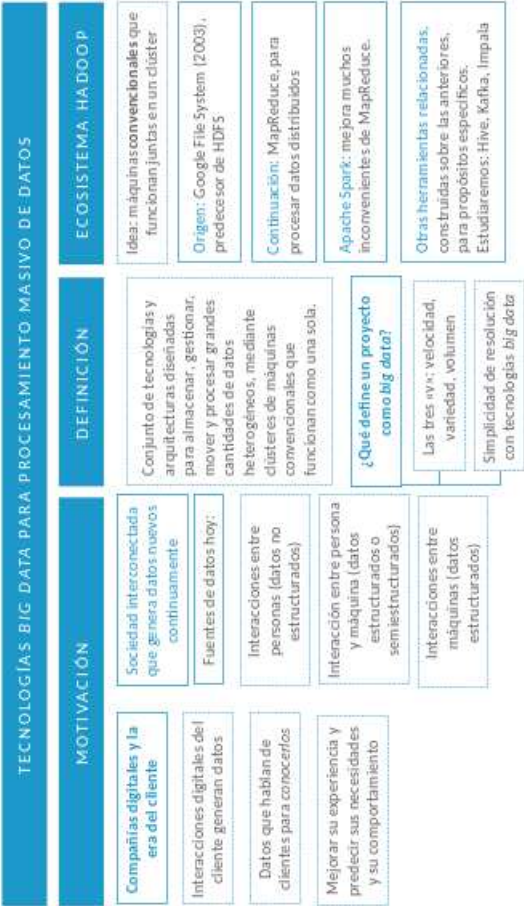 TECNOLOGÍAS BIG DATA PARA PROCESAMIENTO MASIVO DE DATOS
MOTIVACIÓN
Compañías digitales y la
era del cliente
Interacciones digitales del
cliente generan datos
Datos que hablan de
clientes para conocerlos
Mejorar su experiencia y
predecir sus necesidades
y su comportamiento
Sociedad interconectada
que genera datos nuevos
continuamente
Fuentes de datos hoy:
Interacciones entre
personas (datos no
estructurados)
Interacción entre persona
y máquina (datos
estructurados o
semiestructurados)
Interacciones entre
máquinas (datos
estructurados)
DEFINICIÓN
Conjunto de tecnologías y
arquitecturas diseñadas
para almacenar, gestionar,
mover y procesar grandes
cantidades de datos
heterogéneos, mediante
clústeres de máquinas
convencionales que
funcionan como una sola.
¿Qué define un proyecto
como big data?
Las tres «v»: velocidad,
variedad, volumen
Simplicidad de resolución
con tecnologías big data
ECOSISTEMA HADOOP
Idea: máquinas convencionales que
funcionan juntas en un clúster
Origen: Google File System (2003),
predecesor de HDFS
Continuación: MapReduce, para
procesar datos distribuidos
Apache Spark: mejora muchos
inconvenientes de MapReduce.
Otras herramientas relacionadas,
construidas sobre las anteriores,
para propósitos específicos.
Estudiaremos: Hive, Kafka, Impala